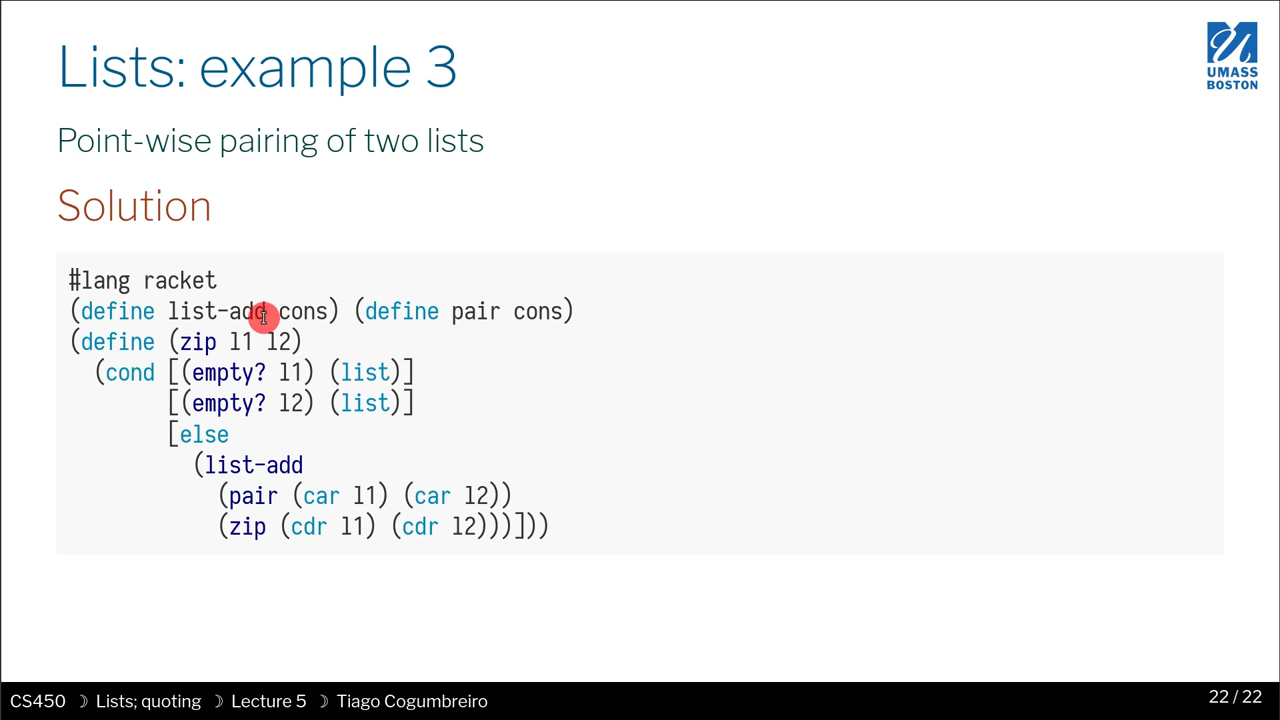 Lists: example 3
UMASS
BOSTON
Point-wise pairing of two lists
Solution
#lang racket
(define list-add cons) (define pair cons)
(define (zip l1 l2)
(cond [(empty? l1) (list)]
[(empty? l2) (list)]
[else
(list-add
(pair (car l1) (car l2))
(zip (cdr l1) (cdr l2)))]))
CS450 ☽ Lists; quoting ☽ Lecture 5 ☽ Tiago Cogumbreiro
22 / 22